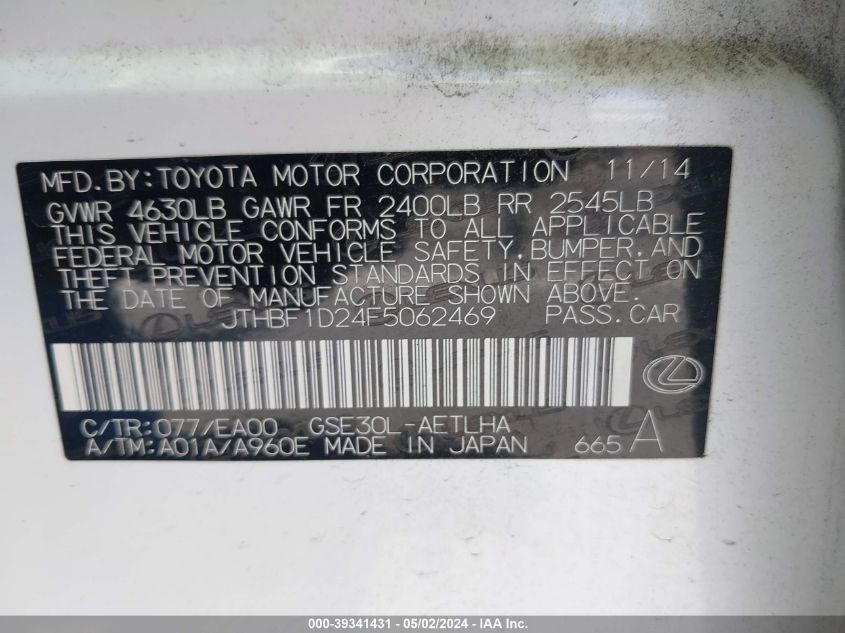 MFD.BY:TOYOTA MOTOR CORPORATION 11/14
GVWR 4630LB GAWR FR 2400LB RR 2545LB
THIS VEHICLE CONFORMS TO ALL APPLICABLE
FEDERAL MOTOR VEHICLE SAFETY,BUMPER,AND
THEFT PREVENTION STANDARDS IN EFFECT ON
THE DATE OF MANUFACTURE SHOWN ABOVE.
JTHBF1D24F5062469 PASS.CAR
C/TR:077/EA00 GSE30L-AETLHA
A/TM:A01A/A960E MADE IN JAPAN 665A
000-39341431 - 05/02/2024 - IAA Inc.